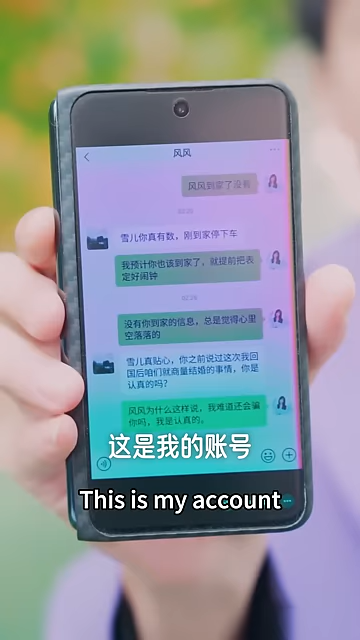 风风
风风到家了没有
雪儿你真有数，刚到家停下车
我预计你也该到家了，就提前把表
定好闹钟
没有你到家的信息，总是觉得心里
空落落的
雪儿真贴心，你之前说过这次我回
国后咱们就商量结婚的事情，你是
认真的吗？
风风为什么这样说，我难道还会骗
你吗，我是认真的。
这是我的账号
This is my account